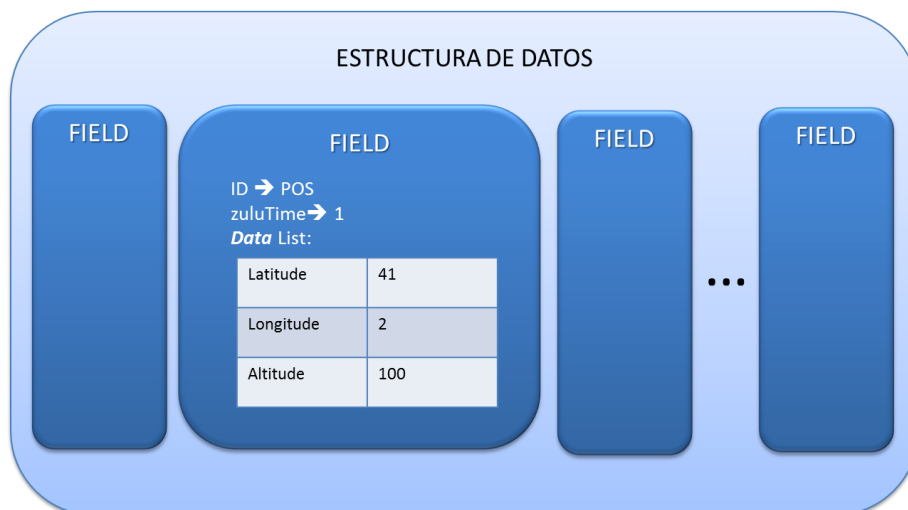 ESTRUCTURA DE DATOS
FIELD
FIELD
ID ➔ POS
zuluTime➔ 1
Data List:
Latitude 41
Longitude 2
Altitude 100
FIELD
...
FIELD